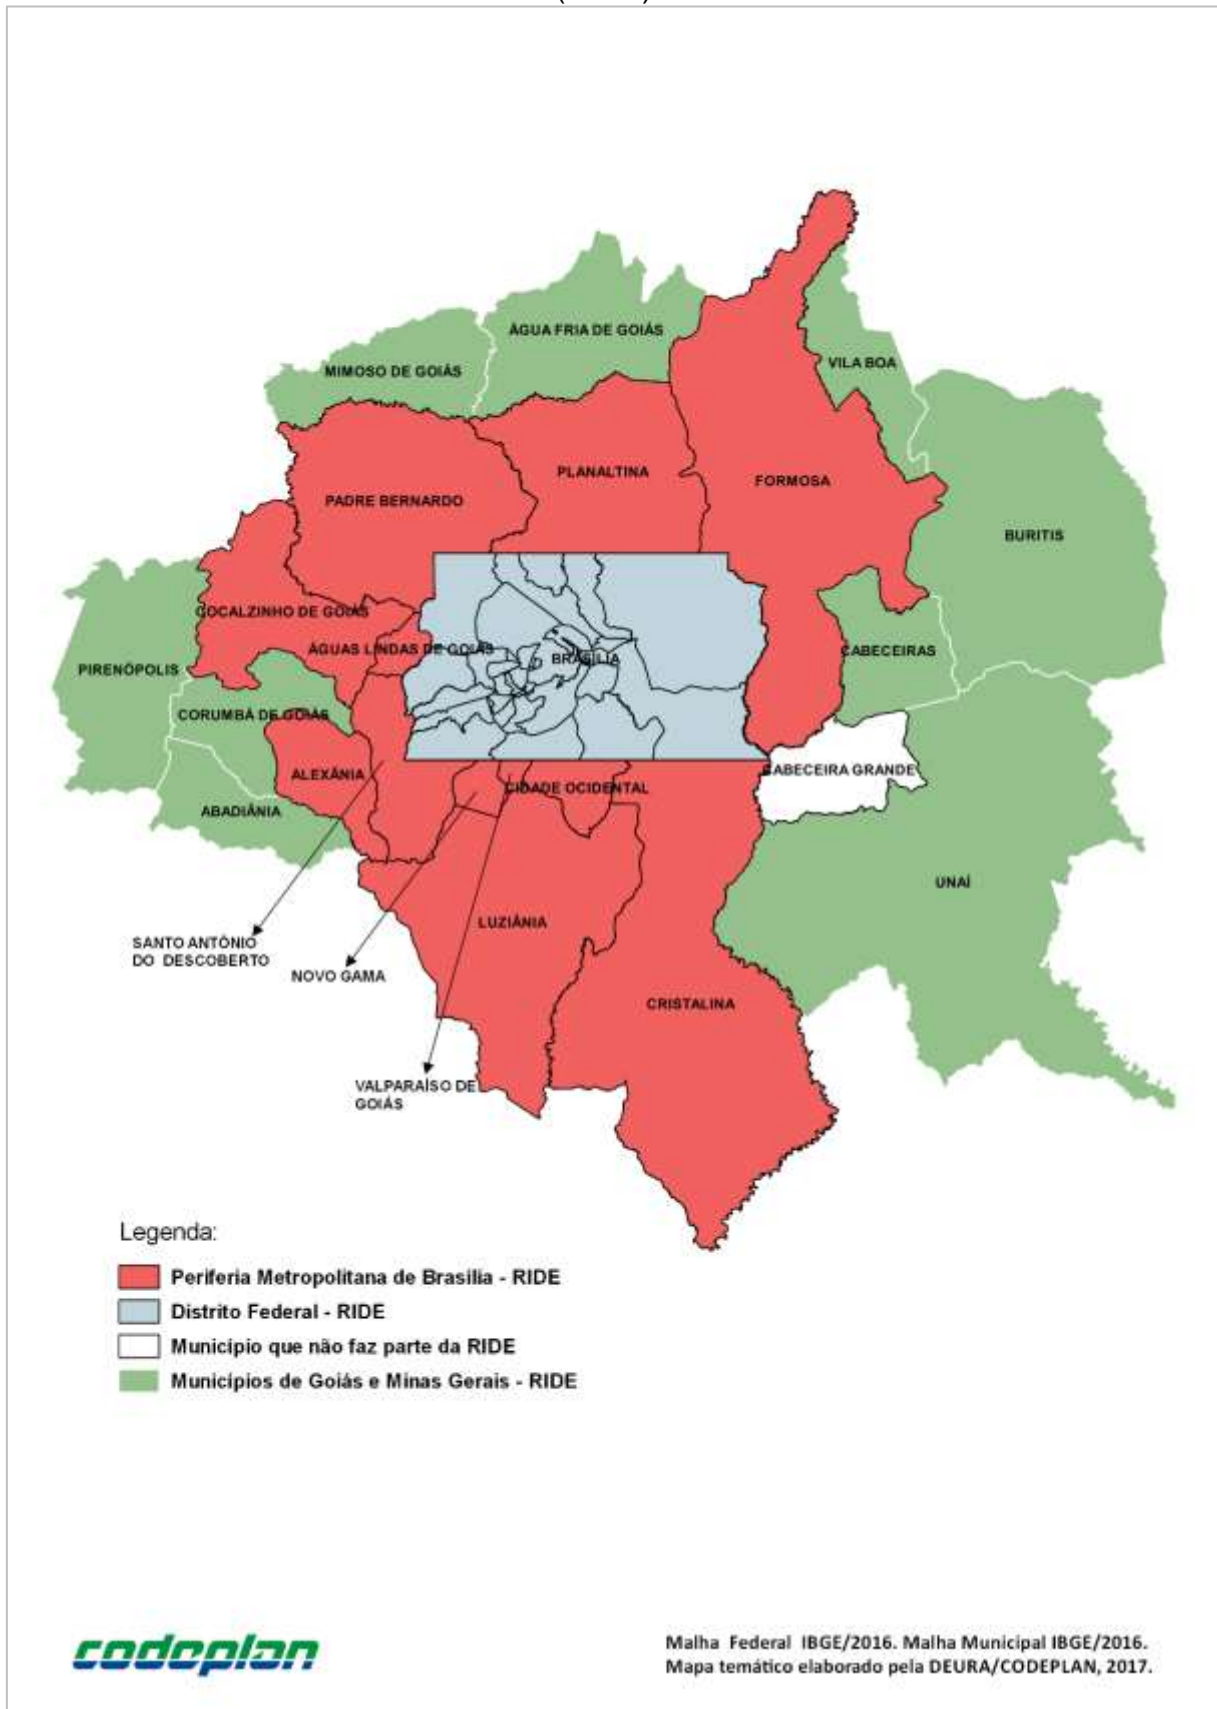 ÁGUA FRIA DE GOIÁS
MIMOSO DE GOIÁS
VILA BOA
PLANALTINA
FORMOSA
PADRE BERNARDO
BURITIS
COCALZINHO DE GOIÁS
ÁGUAS LINDAS DE GOIÁS
BRASÍLIA
CABECEIRAS
PIRENÓPOLIS
CORUMBÁ DE GOIÁS
ALEXÂNIA
CABECEIRA GRANDE
CIDADE OCIDENTAL
ABADIÂNIA
UNAÍ
LUZIÂNIA
SANTO ANTÔNIO
DO DESCOBERTO
NOVO GAMA
CRISTALINA
VALPARAÍSO DE
GOIÁS
Legenda:
Periferia Metropolitana de Brasília - RIDE
Distrito Federal - RIDE
Município que não faz parte da RIDE
Municípios de Goiás e Minas Gerais - RIDE
codeplan
Malha Federal IBGE/2016. Malha Municipal IBGE/2016.
Mapa temático elaborado pela DEURA/CODEPLAN, 2017.